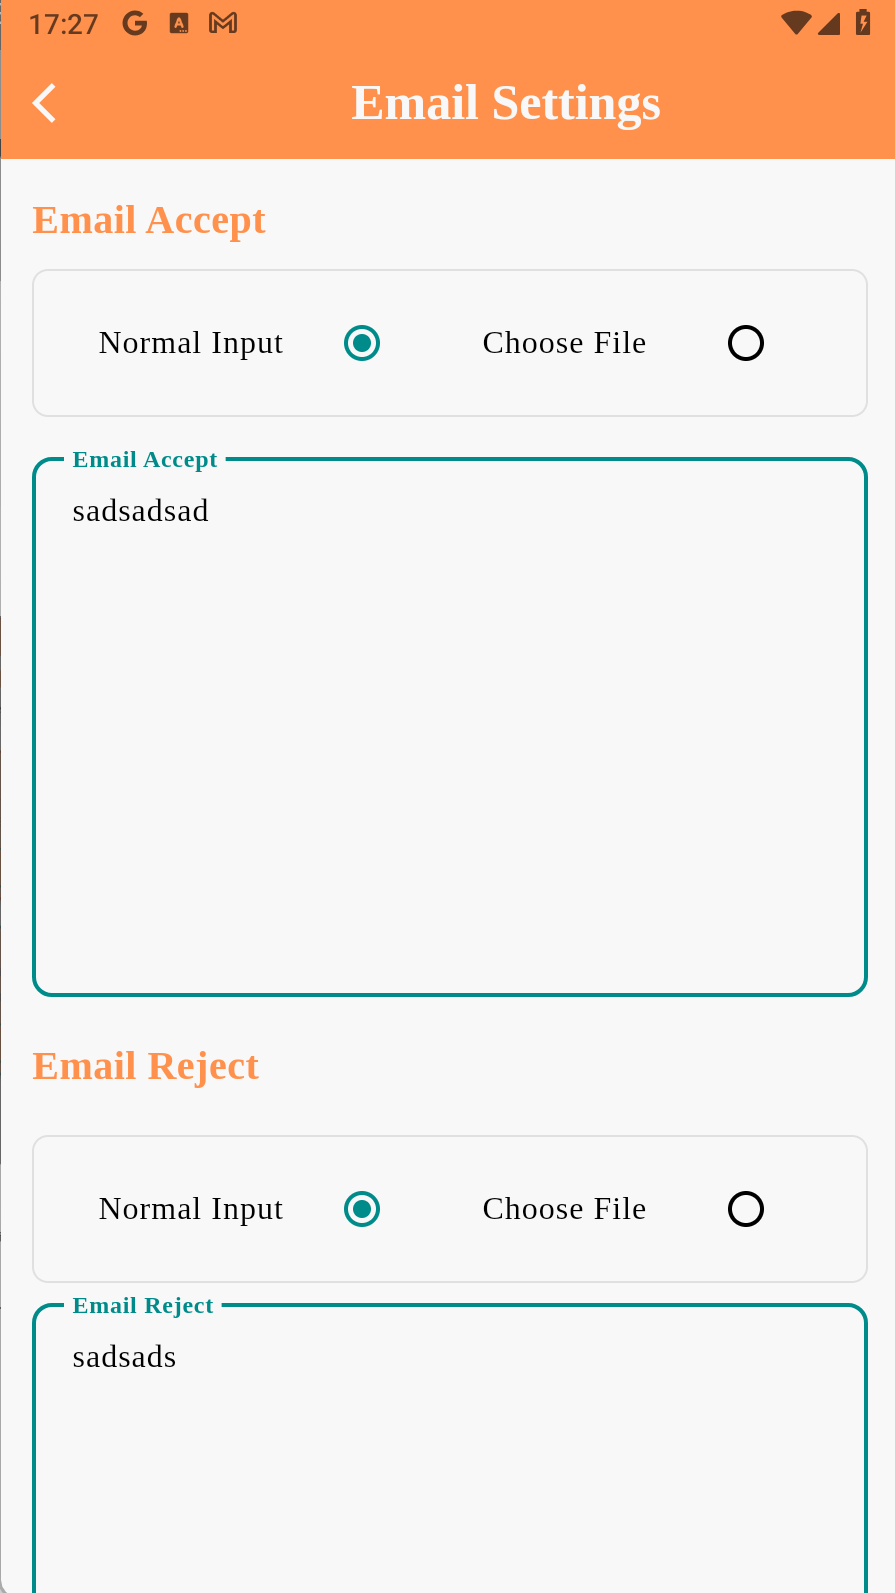 17:27
Email Settings
Email Accept
Normal Input Choose File
Email Accept
sadsadsad
Email Reject
Normal Input Choose File
Email Reject
sadsads